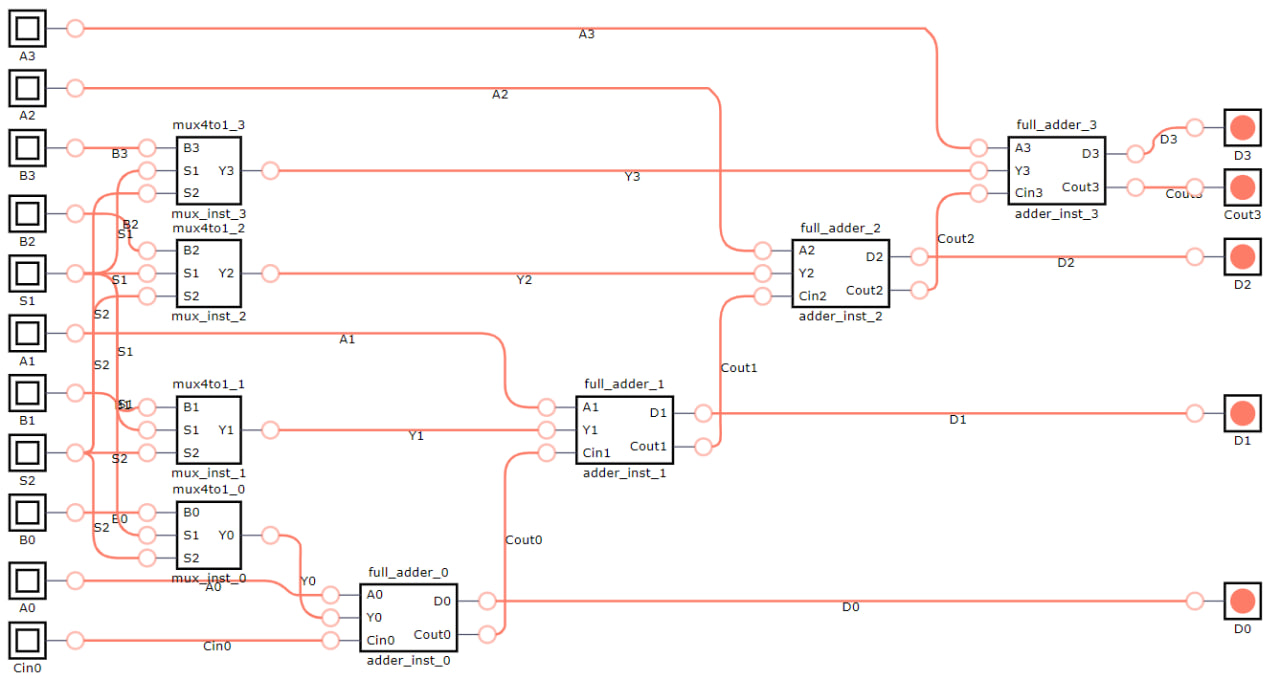 A3
A3
A2
A2
mux4to1_3
B3
B3
B3
S1
S2
Y3
mux_inst_3
Y3
full_adder_3
A3
Y3
Cin3
D3
Cout3
adder_inst_3
D3
D3
Cout3
Cout3
B2
B2
S1
mux4to1_2
B2
S1
S2
Y2
mux_inst_2
S1
S1
Y2
full_adder_2
A2
Y2
Cin2
D2
Cout2
adder_inst_2
Cout2
D2
D2
S2
A1
A1
S1
S2
Cout1
mux4to1_1
B1
S1
S2
Y1
mux_inst_1
B1
B1
S1
Y1
full_adder_1
A1
Y1
Cin1
D1
Cout1
adder_inst_1
D1
D1
S2
S2
mux4to1_0
B0
S1
S2
Y0
mux_inst_0
B0
B0
S2
Cout0
A0
A0
Y0
full_adder_0
A0
Y0
Cin0
D0
Cout0
adder_inst_0
D0
D0
Cin0
Cin0